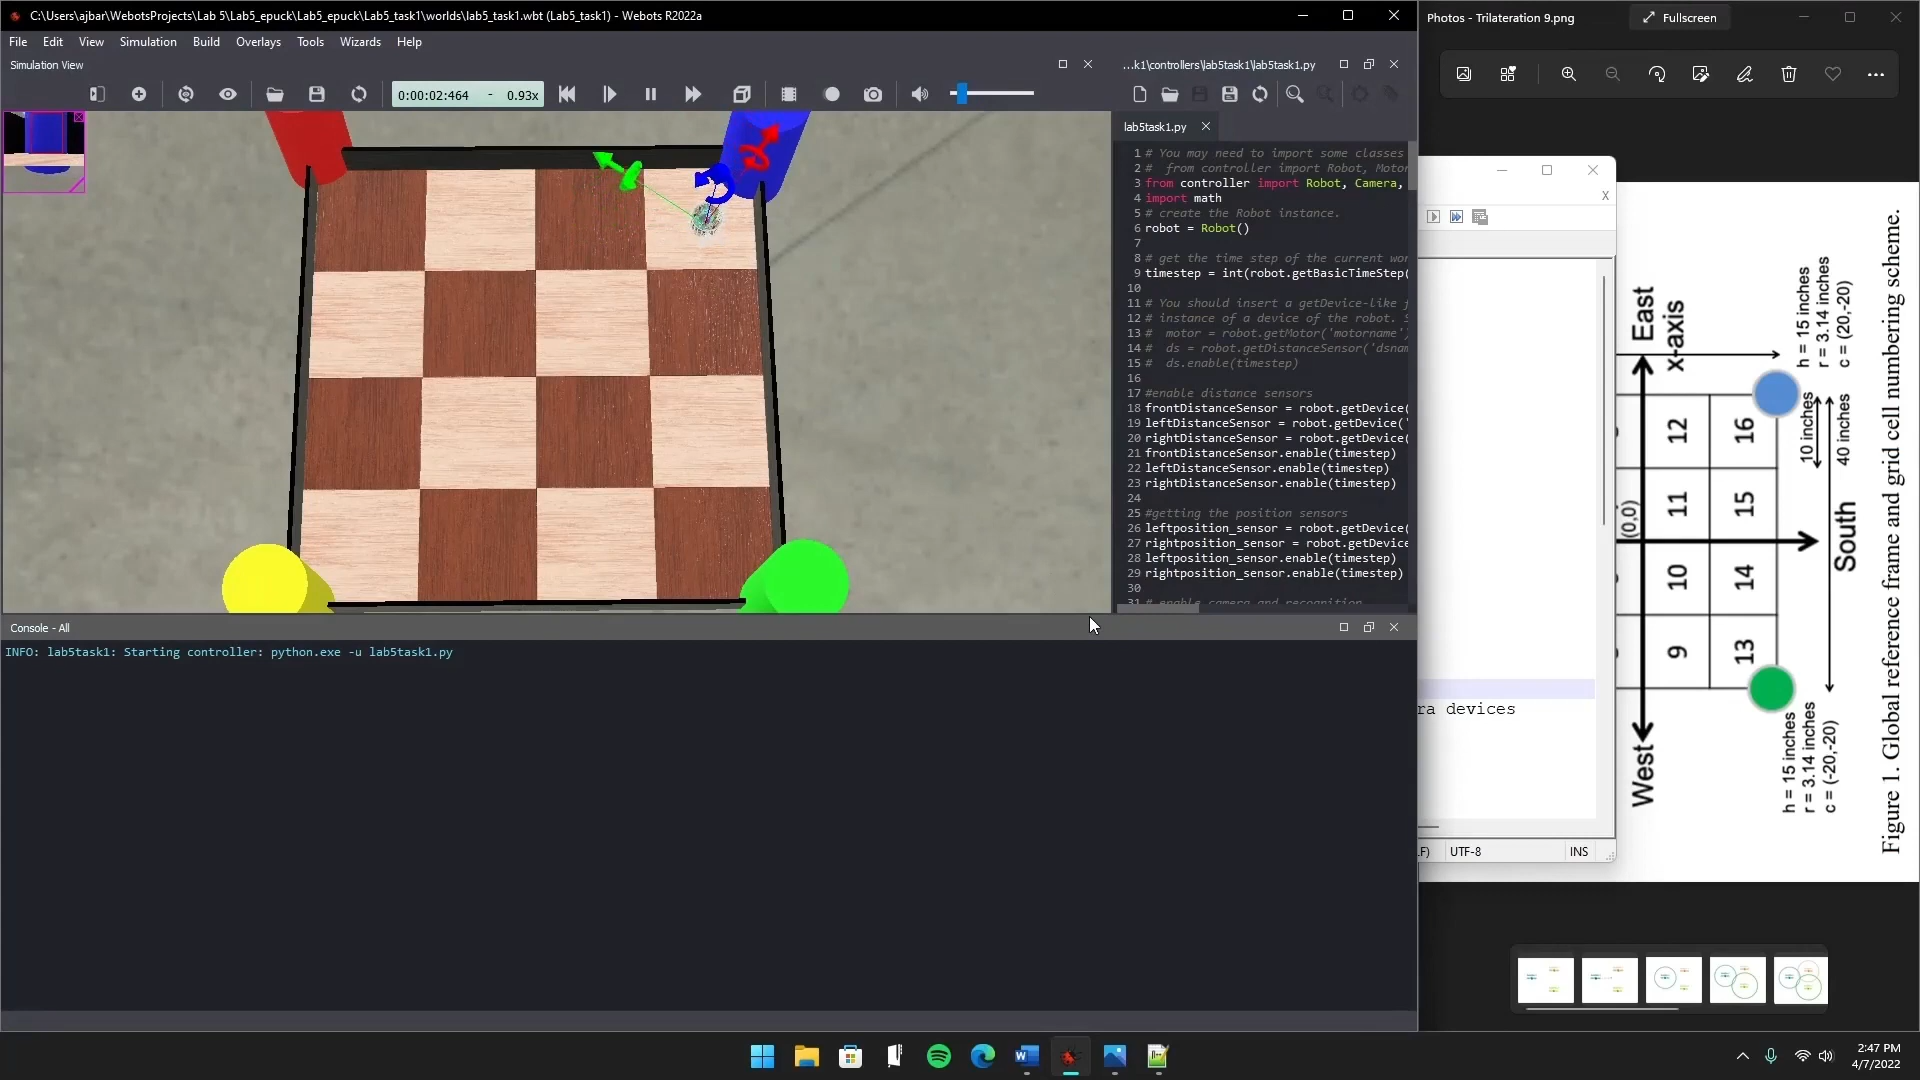 C:\Users\ajbar\WebotsProjects\Lab 5\Lab5_epuck\Lab5_epuck\Lab5_task1\worlds\lab5_task1.wbt (Lab5_task1) - Webots R2022a
File Edit View Simulation Build Overlays Tools Wizards Help
Simulation View
0:00:02:464 - 0.93x
...k1\controllers\lab5task1\lab5task1.py
lab5task1.py
1 # You may need to import some classes
2 #  from controller import Robot, Motor
3 from controller import Robot, Camera,
4 import math
5 # create the Robot instance.
6 robot = Robot()
7
8 # get the time step of the current wor
9 timestep = int(robot.getBasicTimeStep(
10
11 # You should insert a getDevice-like f
12 # instance of a device of the robot. S
13 #  motor = robot.getMotor('motorname')
14 #  ds = robot.getDistanceSensor('dsnam
15 #  ds.enable(timestep)
16
17 #enable distance sensors
18 frontDistanceSensor = robot.getDevice(
19 leftDistanceSensor = robot.getDevice('
20 rightDistanceSensor = robot.getDevice(
21 frontDistanceSensor.enable(timestep)
22 leftDistanceSensor.enable(timestep)
23 rightDistanceSensor.enable(timestep)
24
25 #getting the position sensors
26 leftposition_sensor = robot.getDevice(
27 rightposition_sensor = robot.getDevice
28 leftposition_sensor.enable(timestep)
29 rightposition_sensor.enable(timestep)
30
31 # enable camera and recognition
Console - All
INFO: lab5task1: Starting controller: python.exe -u lab5task1.py
Photos - Trilateration 9.png
Fullscreen
X
ra devices
LF) UTF-8 INS
East
x-axis
h = 15 inches
r = 3.14 inches
c = (20,-20)
12 16
10 inches
40 inches
11 15
(0,0)
South
10 14
9 13
West
h = 15 inches
r = 3.14 inches
c = (-20,-20)
Figure 1. Global reference frame and grid cell numbering scheme.
2:47 PM
4/7/2022